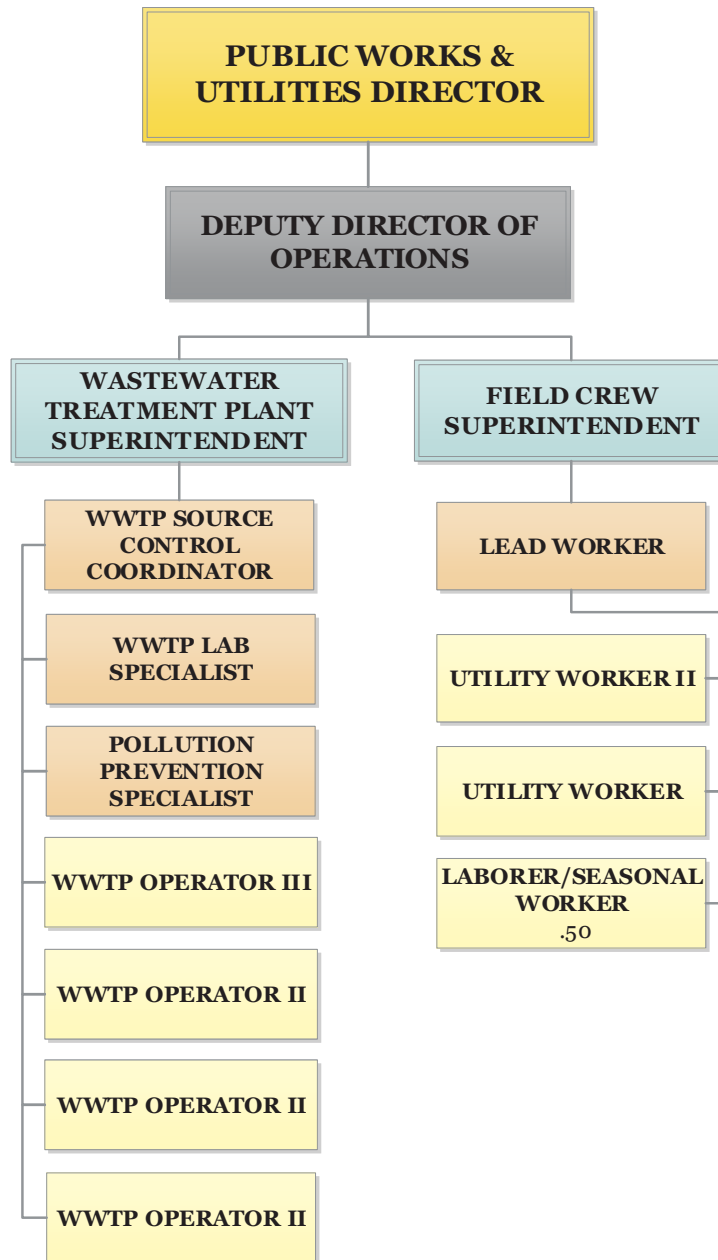 PUBLIC WORKS &
UTILITIES DIRECTOR
DEPUTY DIRECTOR OF
OPERATIONS
WASTEWATER
TREATMENT PLANT
SUPERINTENDENT
WWTP SOURCE
CONTROL
COORDINATOR
WWTP LAB
SPECIALIST
POLLUTION
PREVENTION
SPECIALIST
WWTP OPERATOR III
WWTP OPERATOR II
WWTP OPERATOR II
WWTP OPERATOR II
FIELD CREW
SUPERINTENDENT
LEAD WORKER
UTILITY WORKER II
UTILITY WORKER
LABORER/SEASONAL
WORKER
.50